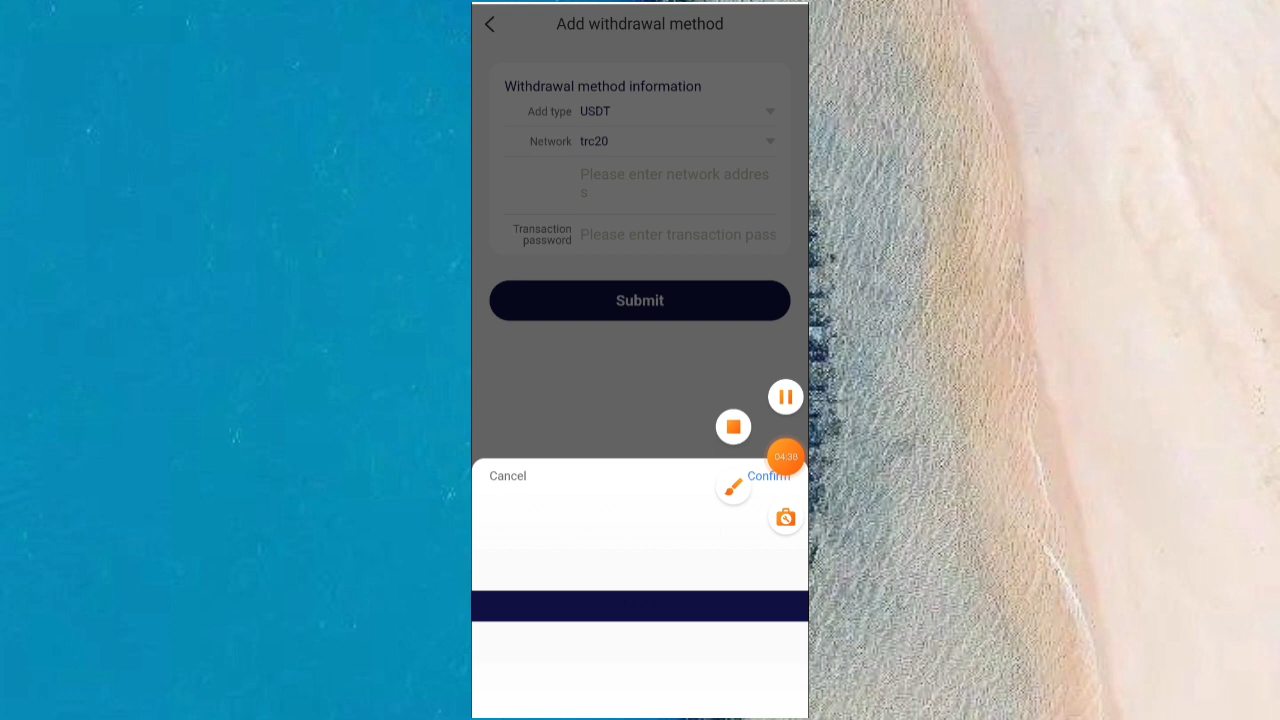 Add withdrawal method
Withdrawal method information
Add type USDT
Network trc20
Please enter network addres
s
Transaction
password Please enter transaction pass
Submit
04:38
Cancel Confirm